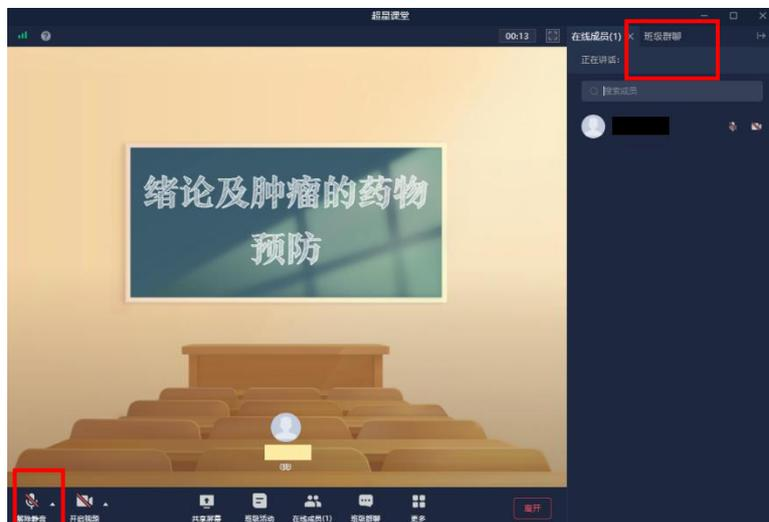 超星课堂
00:13
在线成员(1) × 班级群聊
正在讲话：
搜索成员
绪论及肿瘤的药物
预防
解除静音
开启视频
共享屏幕
班级活动
在线成员(1)
班级群聊
更多
离开